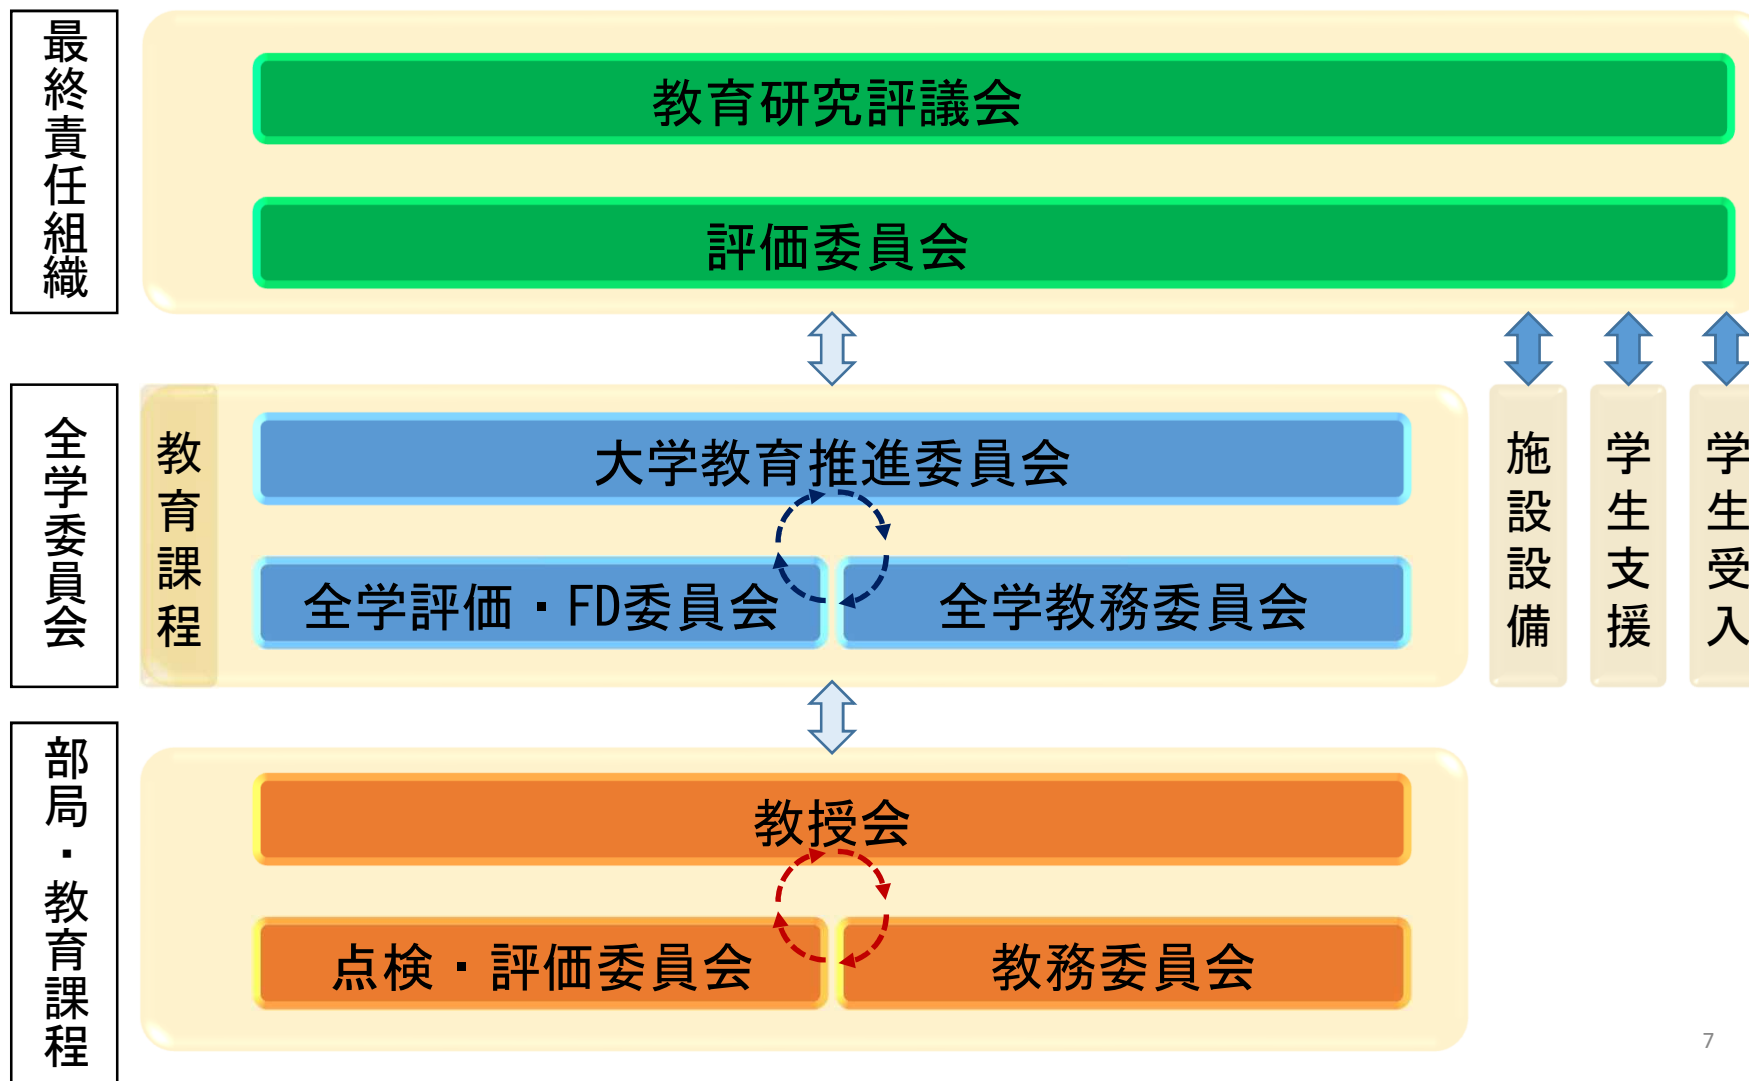 最終責任組織
教育研究評議会
評価委員会
全学委員会
教育課程
大学教育推進委員会
全学評価・FD委員会
全学教務委員会
施設設備
学生支援
学生受入
部局・教育課程
教授会
点検・評価委員会
教務委員会
7